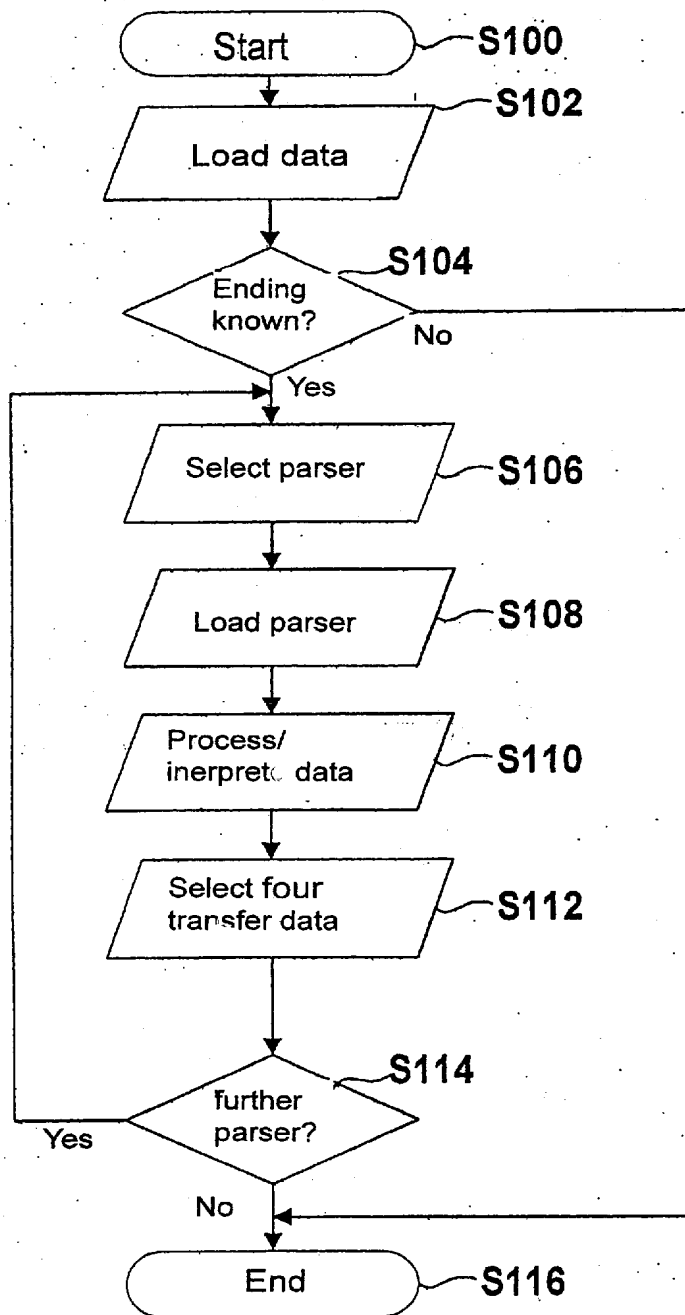 Start
S100
S102
Load data
S104
Ending
known?
No
Yes
Select parser
S106
Load parser
S108
Process/
data
S110
Select four
transfer data
S112
S114
further
parser?
Yes
No
End
S116